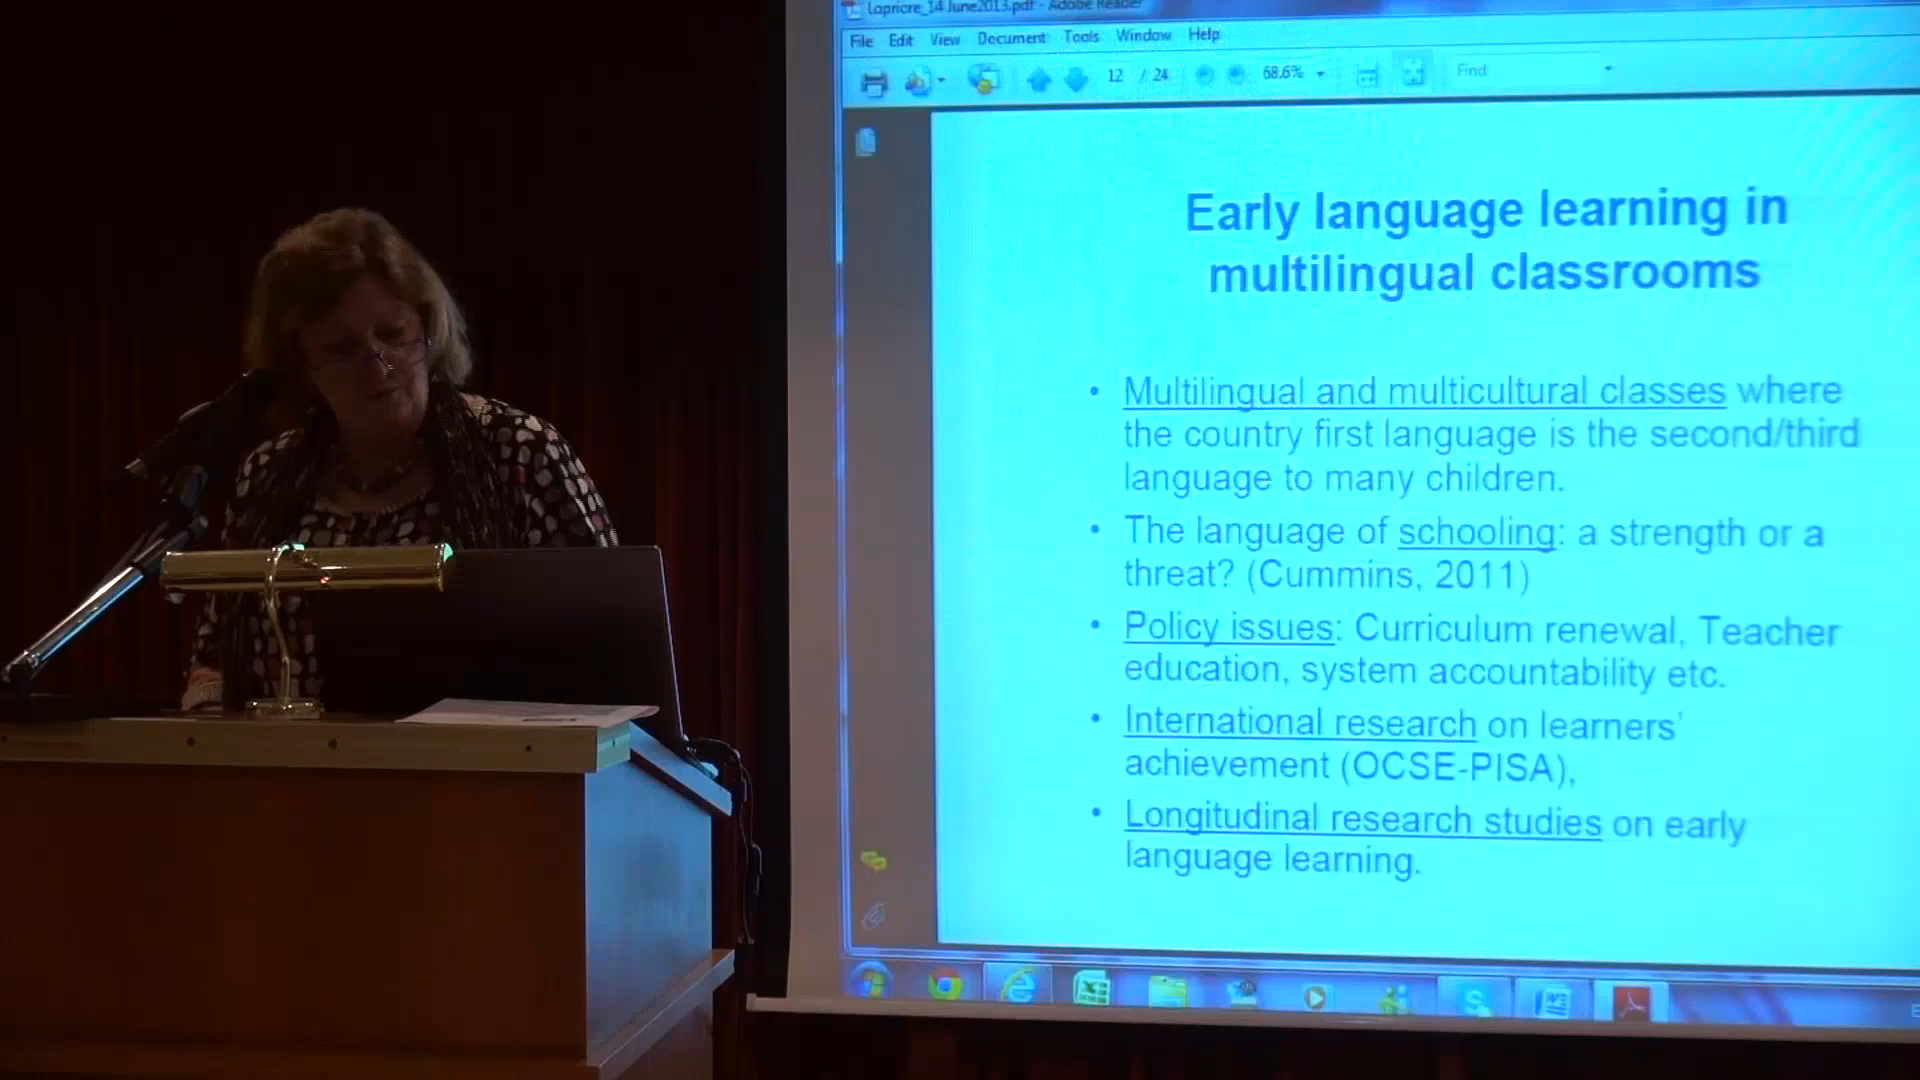 Lopriore_14 June2013.pdf - Adobe Reader
File Edit View Document Tools Window Help
12 / 24 68.6% Find
Early language learning in
multilingual classrooms
• Multilingual and multicultural classes where
the country first language is the second/third
language to many children.
• The language of schooling: a strength or a
threat? (Cummins, 2011)
• Policy issues: Curriculum renewal, Teacher
education, system accountability etc.
• International research on learners'
achievement (OCSE-PISA),
• Longitudinal research studies on early
language learning.